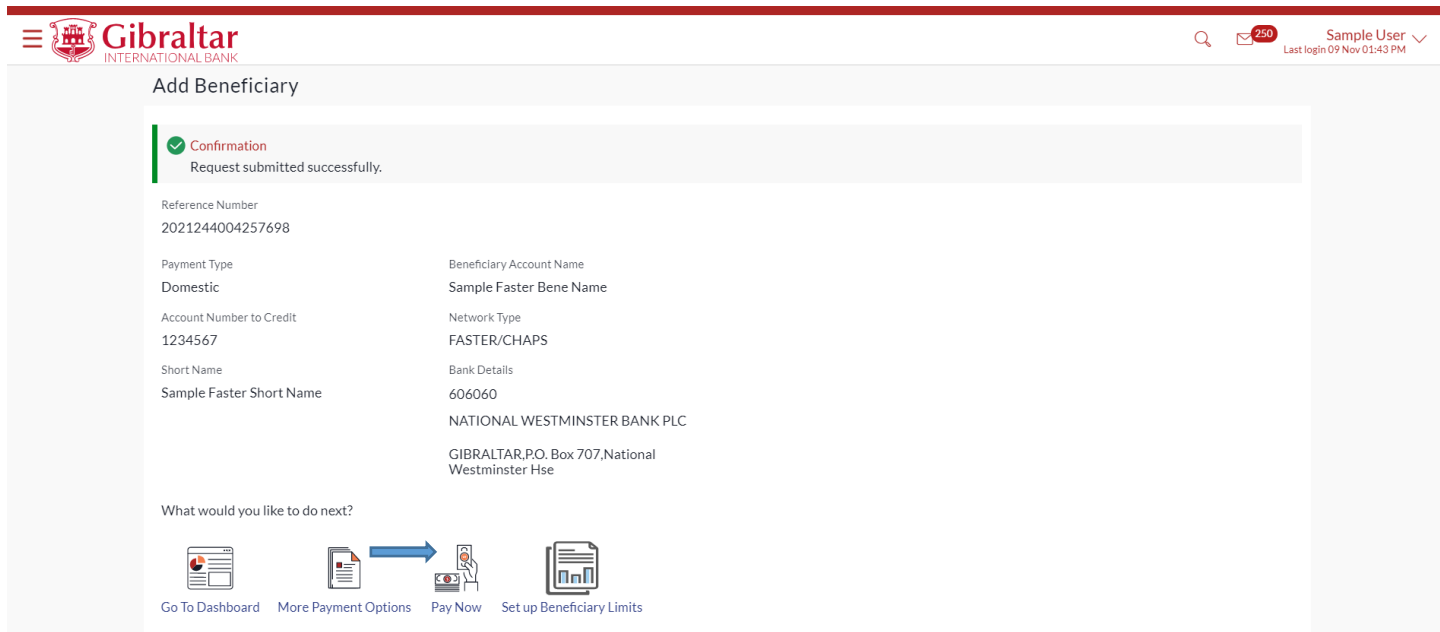 Gibraltar
INTERNATIONAL BANK
250
Sample User
Last login 09 Nov 01:43 PM
Add Beneficiary
Confirmation
Request submitted successfully.
Reference Number
2021244004257698
Payment Type
Beneficiary Account Name
Domestic
Sample Faster Bene Name
Account Number to Credit
Network Type
1234567
FASTER/CHAPS
Short Name
Bank Details
Sample Faster Short Name
606060
NATIONAL WESTMINSTER BANK PLC
GIBRALTAR,P.O. Box 707,National
Westminster Hse
What would you like to do next?
Go To Dashboard
More Payment Options
Pay Now
Set up Beneficiary Limits